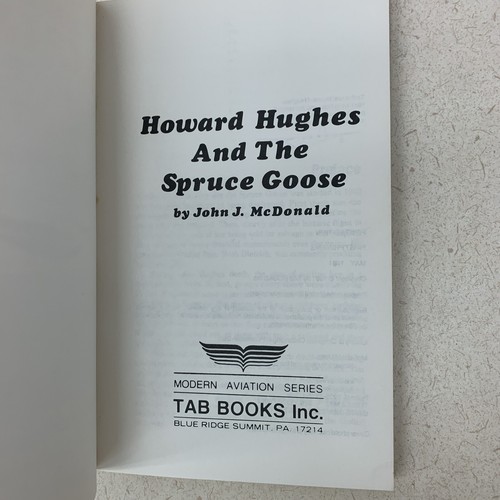 Howard Hughes
And The
Spruce Goose
by John J. McDonald
MODERN AVIATION SERIES
TAB BOOKS Inc.
BLUE RIDGE SUMMIT, PA. 17214